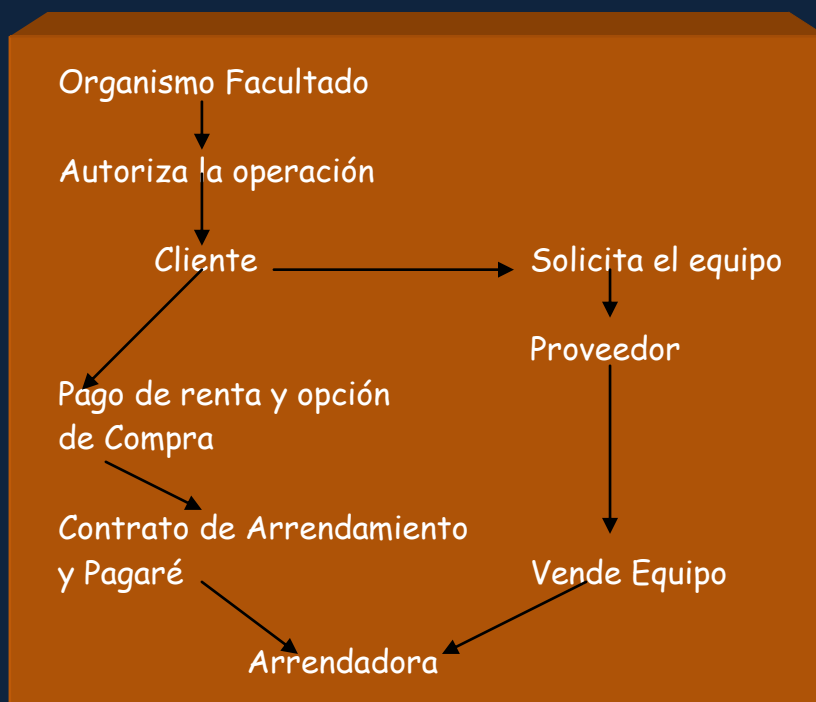 Organismo Facultado
Autoriza la operación
Cliente
Solicita el equipo
Proveedor
Pago de renta y opción
de Compra
Contrato de Arrendamiento
y Pagaré
Vende Equipo
Arrendadora